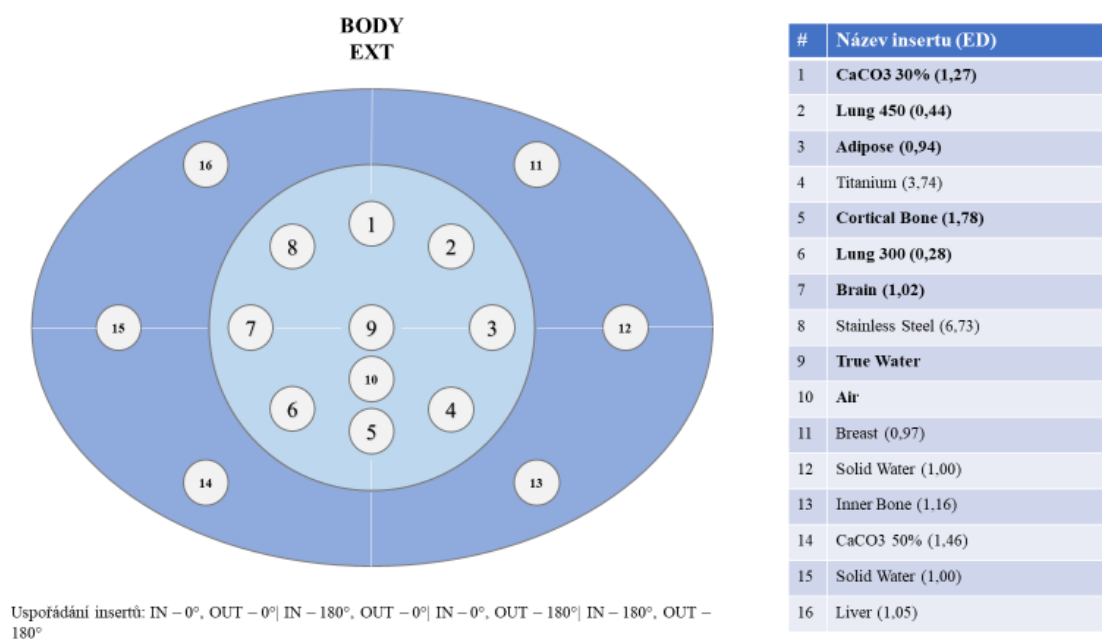 BODY
EXT
16
11
1
8
2
15
7
9
3
12
10
6
4
5
14
13
Uspořádání insertů: IN – 0°, OUT – 0°| IN – 180°, OUT – 0°| IN – 0°, OUT – 180°| IN – 180°, OUT –
180°
# Název insertu (ED)
1 CaCO3 30% (1,27)
2 Lung 450 (0,44)
3 Adipose (0,94)
4 Titanium (3,74)
5 Cortical Bone (1,78)
6 Lung 300 (0,28)
7 Brain (1,02)
8 Stainless Steel (6,73)
9 True Water
10 Air
11 Breast (0,97)
12 Solid Water (1,00)
13 Inner Bone (1,16)
14 CaCO3 50% (1,46)
15 Solid Water (1,00)
16 Liver (1,05)